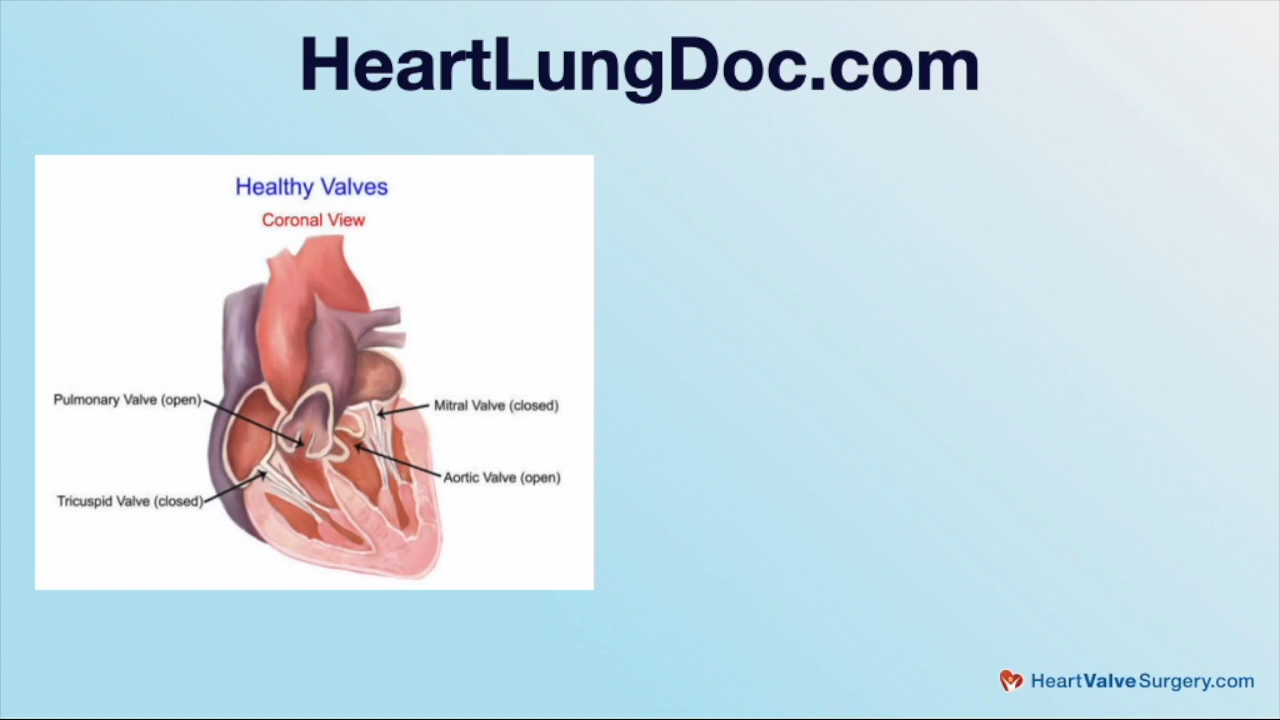 HeartLungDoc.com
Healthy Valves
Coronal View
Pulmonary Valve (open)
Mitral Valve (closed)
Aortic Valve (open)
Tricuspid Valve (closed)
HeartValveSurgery.com